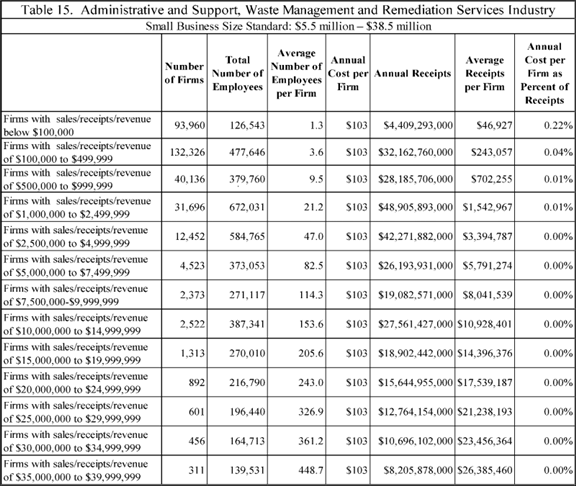 Table 15.  Administrative and Support, Waste Management and Remediation Services Industry
Small Business Size Standard: $5.5 million – $38.5 million
Number of Firms | Total Number of Employees | Average Number of Employees per Firm | Annual Cost per Firm | Annual Receipts | Average Receipts per Firm | Annual Cost per Firm as Percent of Receipts
Firms with  sales/receipts/revenue
below $100,000 93,960 126,543 1.3 $103 $4,409,293,000 $46,927 0.22%
Firms with  sales/receipts/revenue
of $100,000 to $499,999 132,326 477,646 3.6 $103 $32,162,760,000 $243,057 0.04%
Firms with  sales/receipts/revenue
of $500,000 to $999,999 40,136 379,760 9.5 $103 $28,185,706,000 $702,255 0.01%
Firms with  sales/receipts/revenue
of $1,000,000 to $2,499,999 31,696 672,031 21.2 $103 $48,905,893,000 $1,542,967 0.01%
Firms with  sales/receipts/revenue
of $2,500,000 to $4,999,999 12,452 584,765 47.0 $103 $42,271,882,000 $3,394,787 0.00%
Firms with sales/receipts/revenue
of $5,000,000 to $7,499,999 4,523 373,053 82.5 $103 $26,193,931,000 $5,791,274 0.00%
Firms with sales/receipts/revenue
of $7,500,000-$9,999,999 2,373 271,117 114.3 $103 $19,082,571,000 $8,041,539 0.00%
Firms with sales/receipts/revenue
of $10,000,000 to $14,999,999 2,522 387,341 153.6 $103 $27,561,427,000 $10,928,401 0.00%
Firms with sales/receipts/revenue
of $15,000,000 to $19,999,999 1,313 270,010 205.6 $103 $18,902,442,000 $14,396,376 0.00%
Firms with sales/receipts/revenue
of $20,000,000 to $24,999,999 892 216,790 243.0 $103 $15,644,955,000 $17,539,187 0.00%
Firms with sales/receipts/revenue
of $25,000,000 to $29,999,999 601 196,440 326.9 $103 $12,764,154,000 $21,238,193 0.00%
Firms with sales/receipts/revenue
of $30,000,000 to $34,999,999 456 164,713 361.2 $103 $10,696,102,000 $23,456,364 0.00%
Firms with sales/receipts/revenue
of $35,000,000 to $39,999,999 311 139,531 448.7 $103 $8,205,878,000 $26,385,460 0.00%